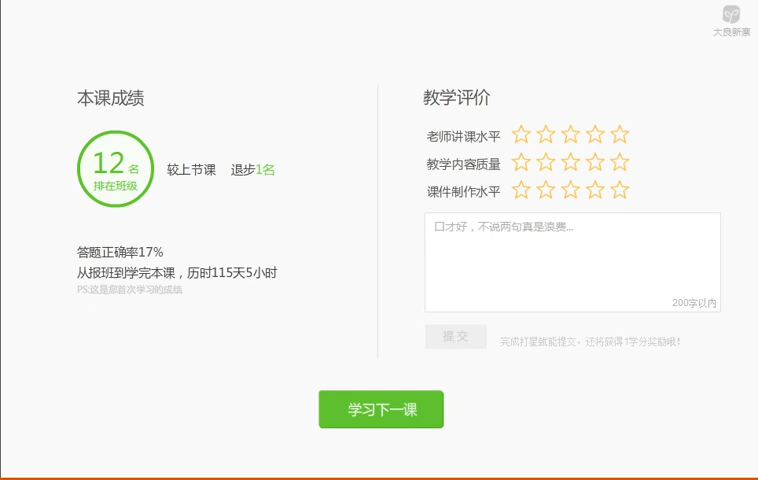 大良新寨
本课成绩
12名
排在班级
较上节课 退步1名
答题正确率17%
从报班到学完本课，历时115天5小时
PS:这是您首次学习的成绩
教学评价
老师讲课水平
教学内容质量
课件制作水平
口才好，不说两句真是浪费...
200字以内
提交
完成打星就能提交，还将获得1学分奖励哦！
学习下一课